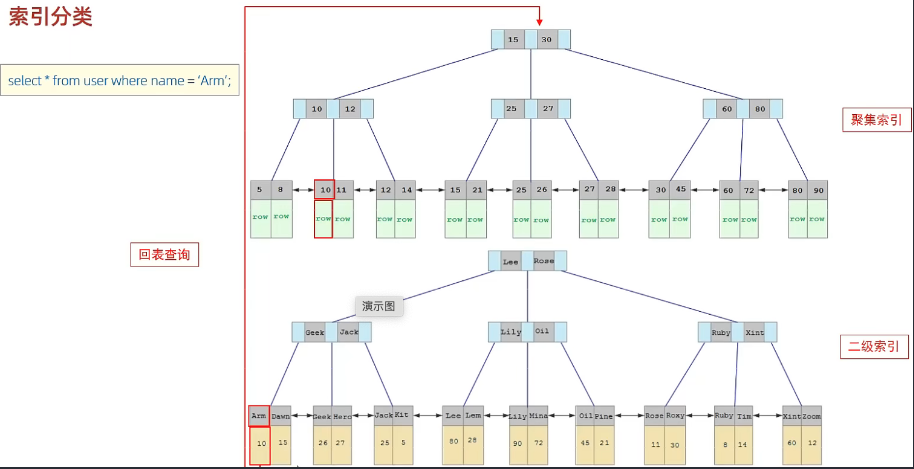 索引分类
select * from user where name = 'Arm';
15 30
10 12 25 27 60 80
聚集索引
5 8 10 11 12 14 15 21 25 26 27 28 30 45 60 72 80 90
row row row row row row row row row row row row row row row row row row
回表查询
Lee Rose
演示图
Geek Jack Lily Oil Ruby Xint
二级索引
Arm Dawn Geek Hero Jack Kit Lee Lem Lily Mina Oil Pine Rose Roxy Ruby Tim Xint Zoom
10 15 26 27 25 5 80 28 90 72 45 21 11 30 8 14 60 12